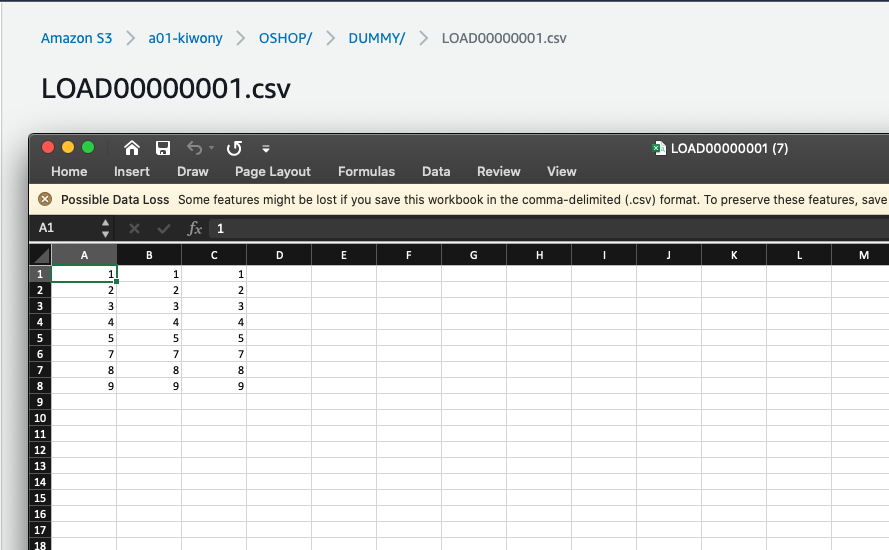 Amazon S3 > a01-kiwony > OSHOP/ > DUMMY/ > LOAD00000001.csv
LOAD00000001.csv
LOAD00000001 (7)
Home Insert Draw Page Layout Formulas Data Review View
Possible Data Loss Some features might be lost if you save this workbook in the comma-delimited (.csv) format. To preserve these features, save
A1 fx 1
A B C D E F G H I J K L M
1 1 1 1
2 2 2 2
3 3 3 3
4 4 4 4
5 5 5 5
6 7 7 7
7 8 8 8
8 9 9 9
9
10
11
12
13
14
15
16
17
18